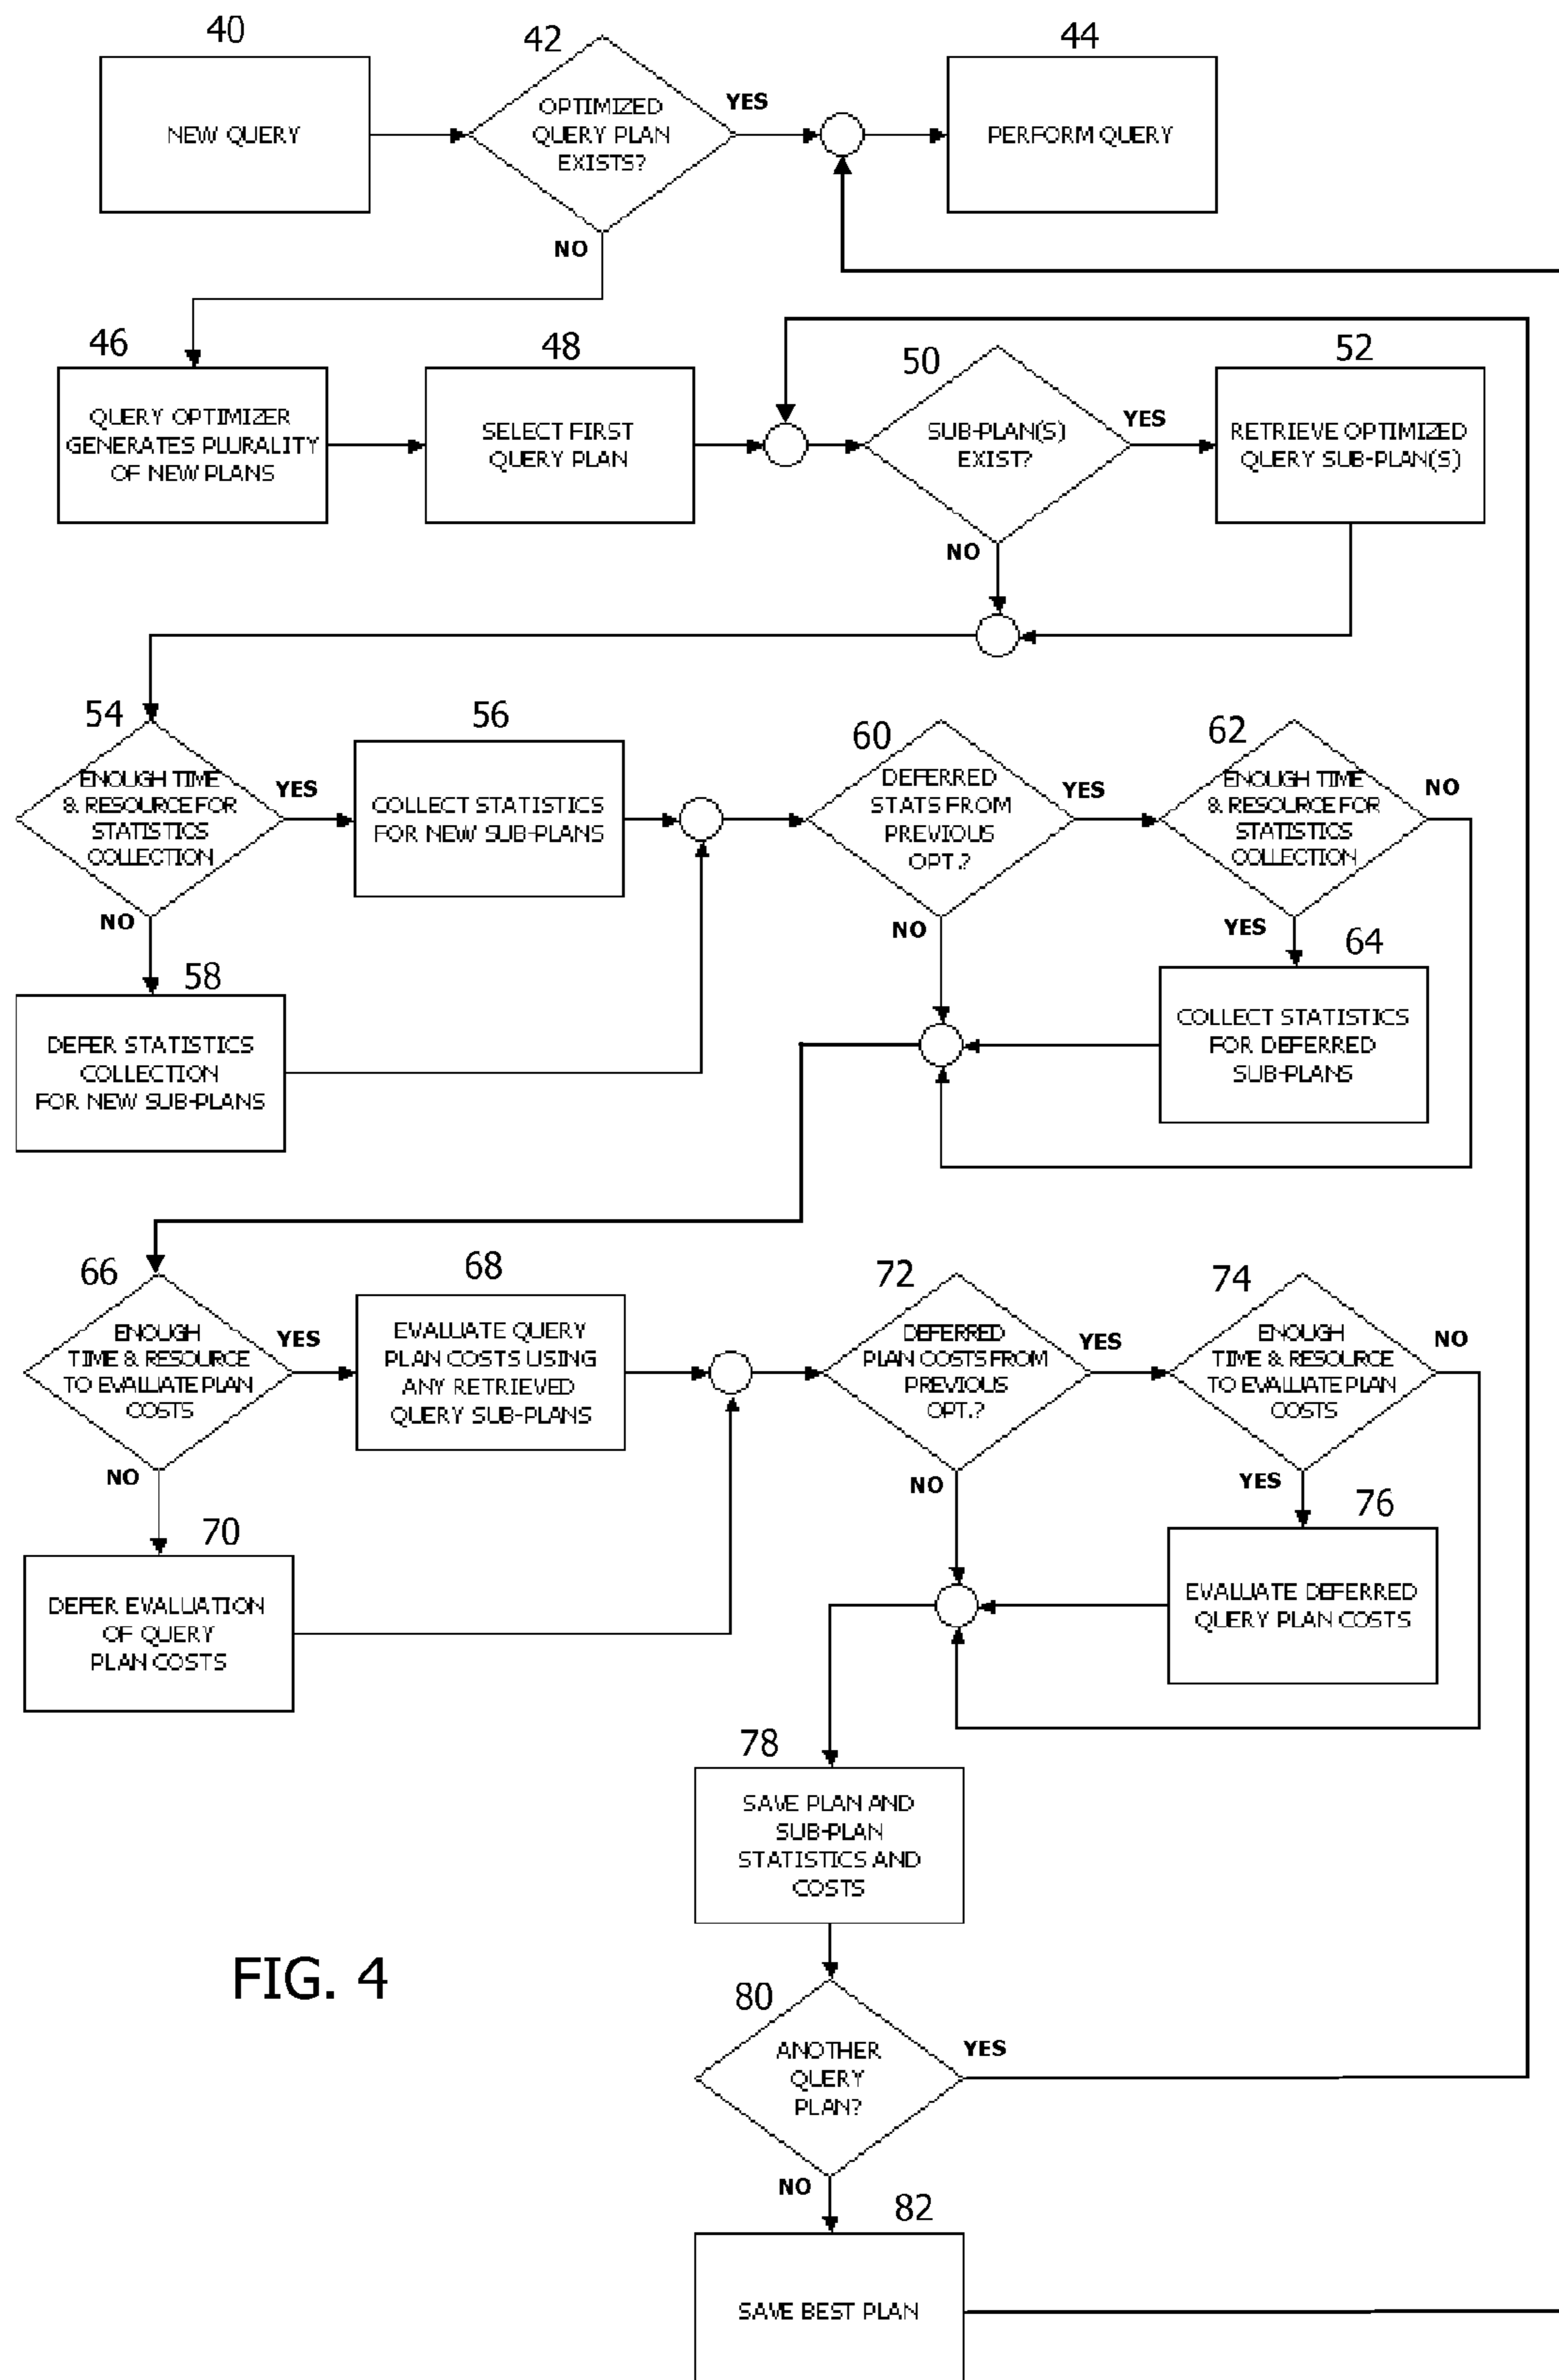 40
NEW QUERY
42
OPTIMIZED
QUERY PLAN
EXISTS?
YES
NO
44
PERFORM QUERY
46
QUERY OPTIMIZER
GENERATES PLURALITY
OF NEW PLANS
48
SELECT FIRST
QUERY PLAN
50
SUB-PLAN(S)
EXIST?
YES
NO
52
RETRIEVE OPTIMIZED
QUERY SUB-PLAN(S)
54
ENOUGH TIME
& RESOURCE FOR
STATISTICS
COLLECTION
YES
NO
56
COLLECT STATISTICS
FOR NEW SUB-PLANS
58
DEFER STATISTICS
COLLECTION
FOR NEW SUB-PLANS
60
DEFERRED
STATS FROM
PREVIOUS
OPT.?
YES
NO
62
ENOUGH TIME
& RESOURCE FOR
STATISTICS
COLLECTION
NO
YES
64
COLLECT STATISTICS
FOR DEFERRED
SUB-PLANS
66
ENOUGH
TIME & RESOURCE
TO EVALUATE PLAN
COSTS
YES
NO
68
EVALUATE QUERY
PLAN COSTS USING
ANY RETRIEVED
QUERY SUB-PLANS
70
DEFER EVALUATION
OF QUERY
PLAN COSTS
72
DEFERRED
PLAN COSTS FROM
PREVIOUS
OPT.?
YES
NO
74
ENOUGH
TIME & RESOURCE
TO EVALUATE PLAN
COSTS
NO
YES
76
EVALUATE DEFERRED
QUERY PLAN COSTS
78
SAVE PLAN AND
SUB-PLAN
STATISTICS AND
COSTS
80
ANOTHER
QUERY
PLAN?
YES
NO
82
SAVE BEST PLAN
FIG. 4